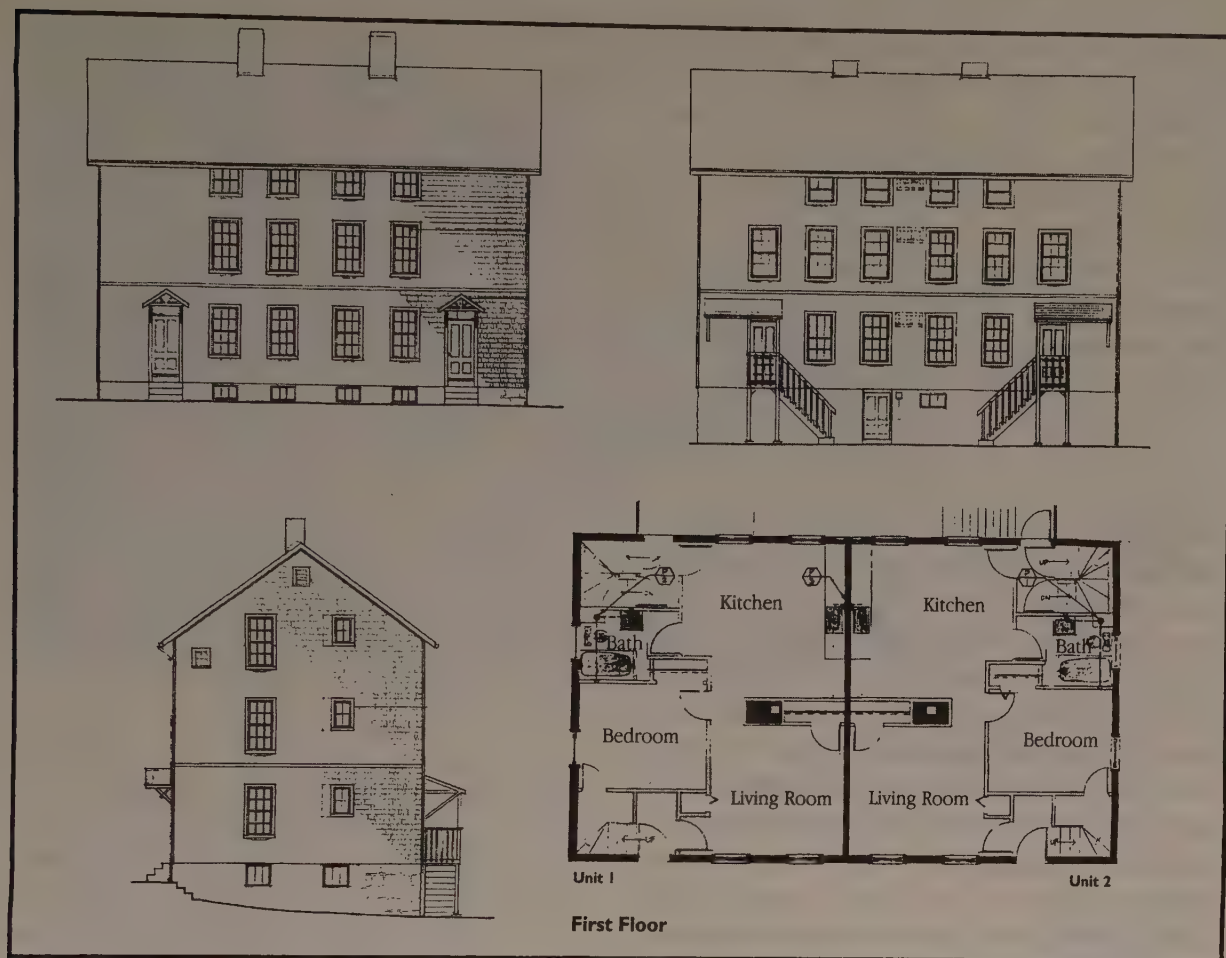 Kitchen
Kitchen
Bath
Bath
Bedroom
Bedroom
Living Room
Living Room
Unit 1
Unit 2
First Floor